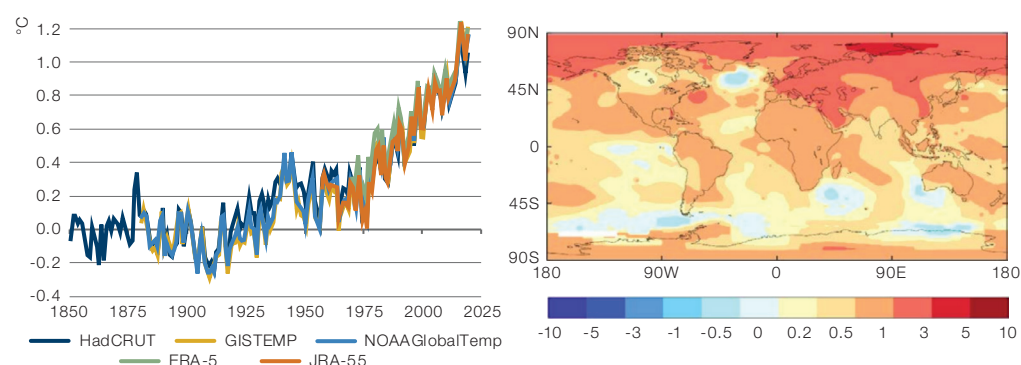 °C
1.2
1.0
0.8
0.6
0.4
0.2
0.0
-0.2
-0.4
1850 1875 1900 1925 1950 1975 2000 2025
HadCRUT GISTEMP NOAAGlobalTemp
ERA-5 JRA-55
90N
45N
0
45S
90S
180 90W 0 90E 180
-10 -5 -3 -1 -0.5 0 0.2 0.5 1 3 5 10